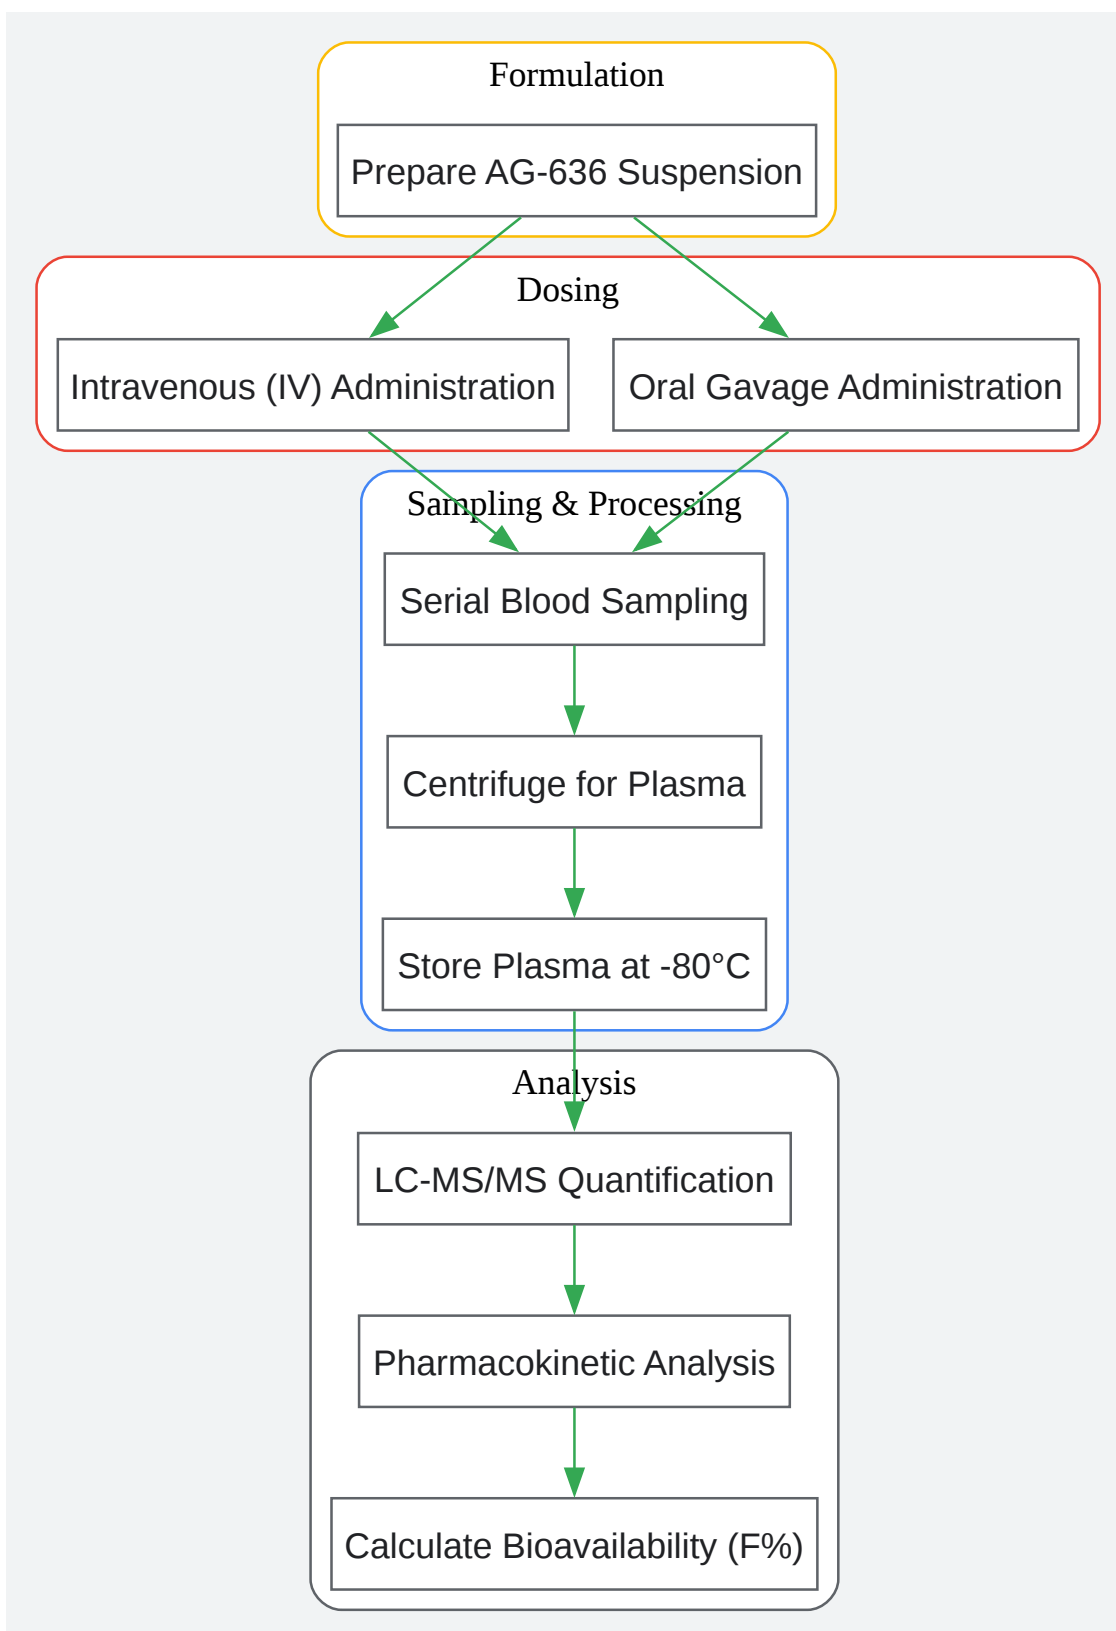 Formulation
Prepare AG-636 Suspension
Dosing
Intravenous (IV) Administration
Oral Gavage Administration
Sampling & Processing
Serial Blood Sampling
Centrifuge for Plasma
Store Plasma at -80°C
Analysis
LC-MS/MS Quantification
Pharmacokinetic Analysis
Calculate Bioavailability (F%)